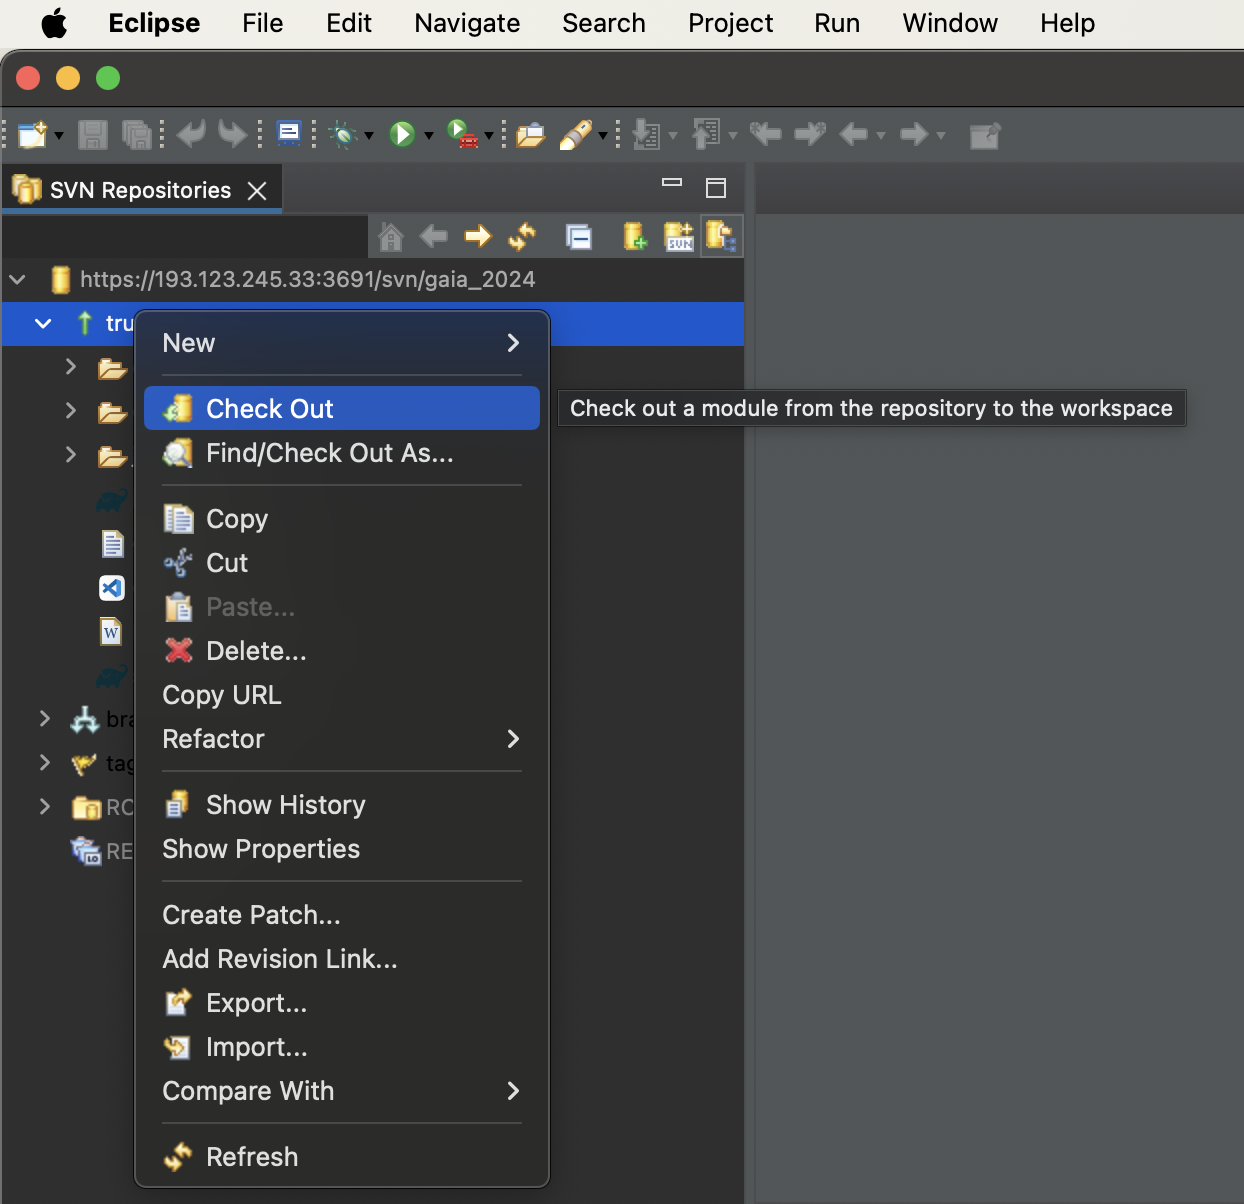 Eclipse File Edit Navigate Search Project Run Window Help
SVN Repositories
SVN
https://193.123.245.33:3691/svn/gaia_2024
tru
New
Check Out
Check out a module from the repository to the workspace
Find/Check Out As...
Copy
Cut
Paste...
W
Delete...
Copy URL
bra
Refactor
tag
Show History
RO
Show Properties
RE
Create Patch...
Add Revision Link...
Export...
Import...
Compare With
Refresh